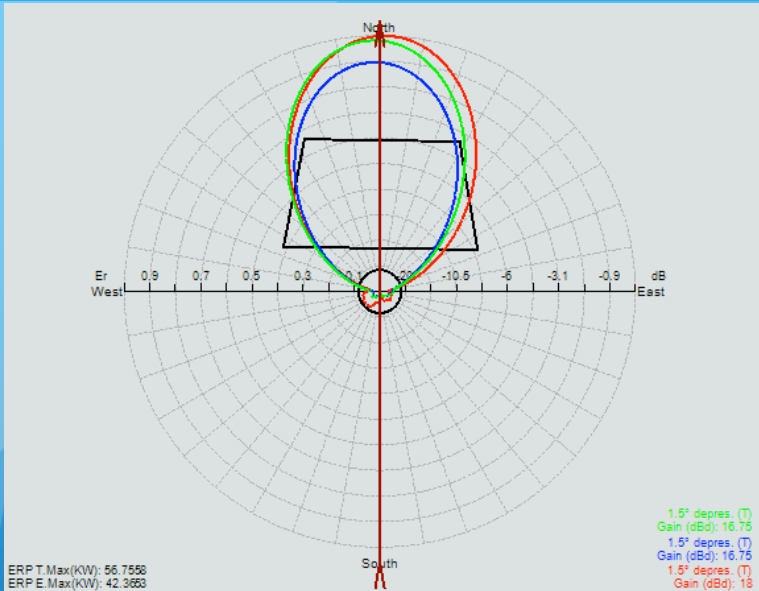 North
Er 0.9 0.7 0.5 0.3 0.1 -20 -10.5 -6 -3.1 -0.9 dB
West East
South
1.5° depres. (T)
Gain (dBd): 16.75
1.5° depres. (T)
Gain (dBd): 16.75
1.5° depres. (T)
Gain (dBd): 18
ERP T.Max(KW): 56.7558
ERP E.Max(KW): 42.3653